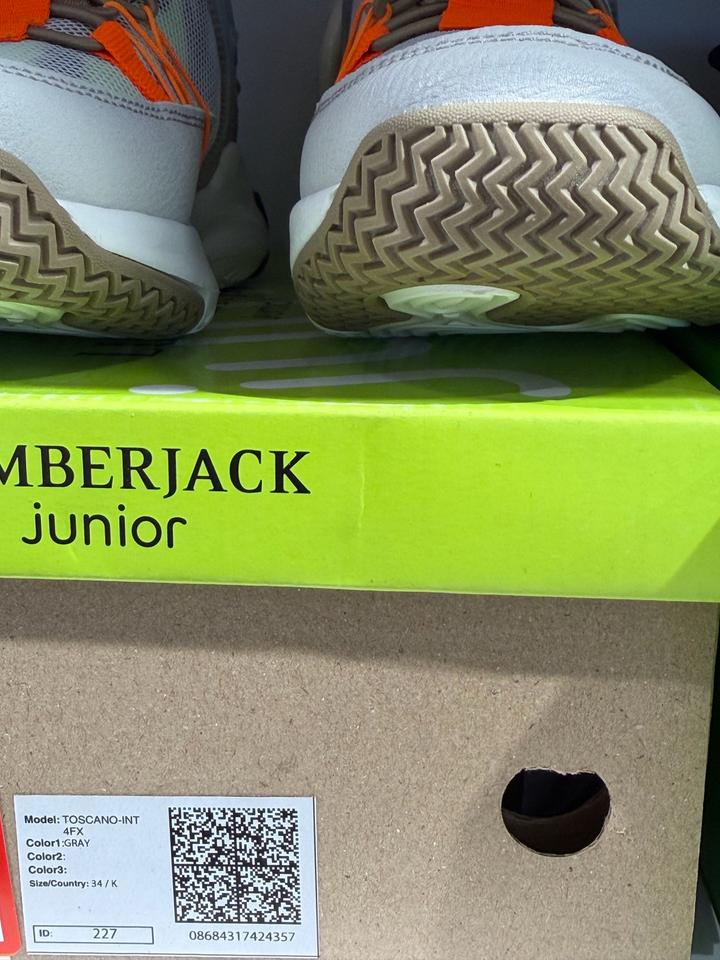 MBERJACK
junior
Model: TOSCANO-INT
4FX
Color1:GRAY
Color2:
Color3:
Size/Country: 34 / K
ID: 227
08684317424357